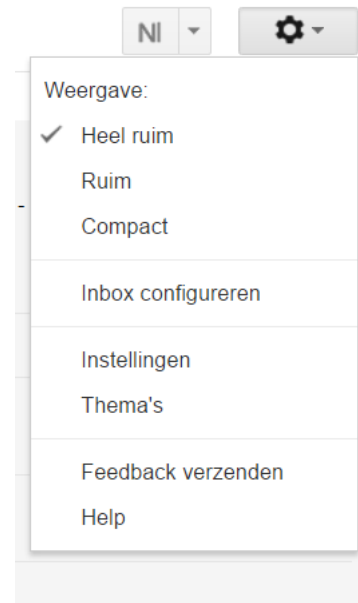 Nl
Weergave:
Heel ruim
Ruim
Compact
Inbox configureren
Instellingen
Thema's
Feedback verzenden
Help